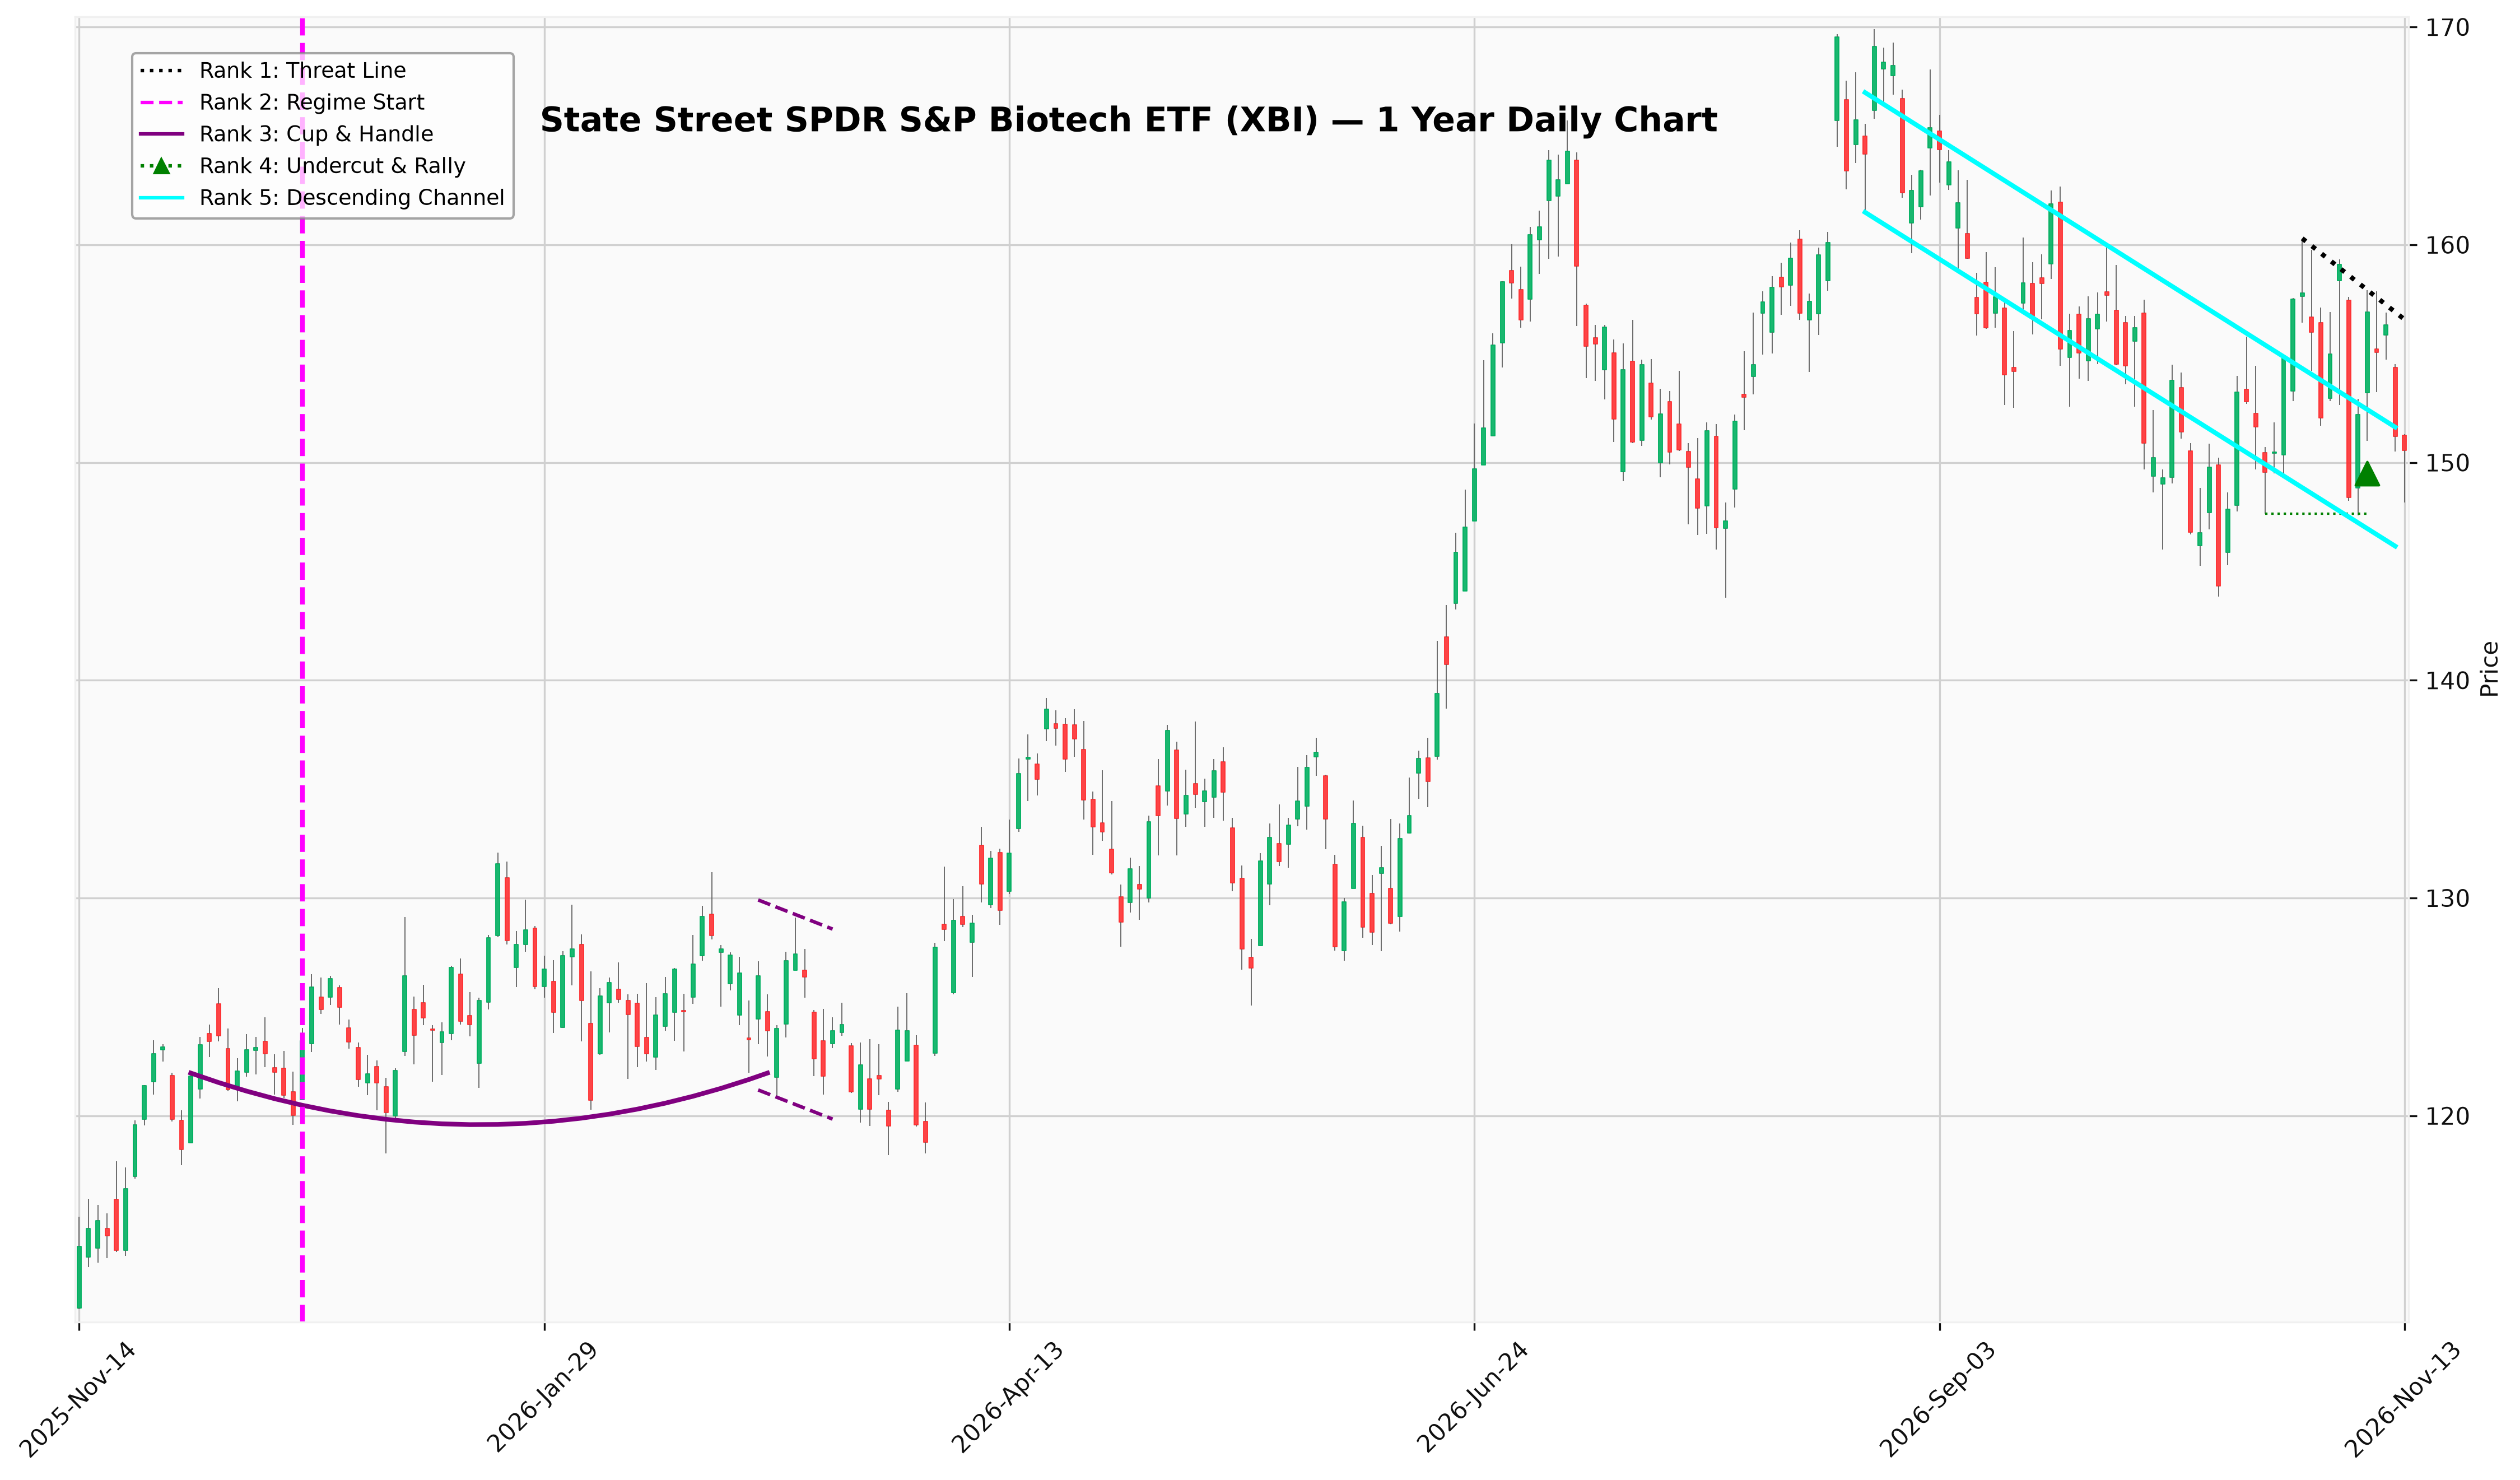 State Street SPDR S&P Biotech ETF (XBI) — 1 Year Daily Chart
Rank 1: Threat Line
Rank 2: Regime Start
Rank 3: Cup & Handle
Rank 4: Undercut & Rally
Rank 5: Descending Channel
170
160
150
140
130
120
Price
2025-Nov-14
2026-Jan-29
2026-Apr-13
2026-Jun-24
2026-Sep-03
2026-Nov-13